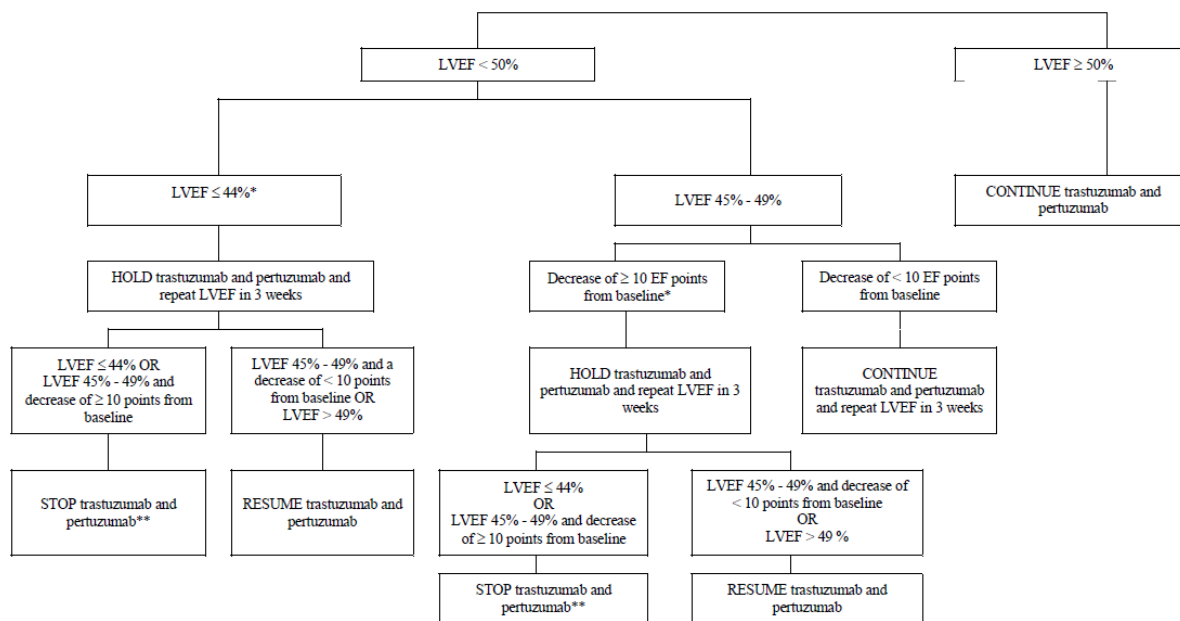 LVEF < 50%
LVEF ≥ 50%
LVEF ≤ 44%*
LVEF 45% - 49%
CONTINUE trastuzumab and
pertuzumab
HOLD trastuzumab and pertuzumab and
repeat LVEF in 3 weeks
Decrease of ≥ 10 EF points
from baseline*
Decrease of < 10 EF points
from baseline
LVEF ≤ 44% OR
LVEF 45% - 49% and
decrease of ≥ 10 points from
baseline
LVEF 45% - 49% and a
decrease of < 10 points
from baseline OR
LVEF > 49%
HOLD trastuzumab and
pertuzumab and repeat LVEF in 3
weeks
CONTINUE
trastuzumab and pertuzumab
and repeat LVEF in 3 weeks
STOP trastuzumab and
pertuzumab**
RESUME trastuzumab and
pertuzumab
LVEF ≤ 44%
OR
LVEF 45% - 49% and decrease
of ≥ 10 points from baseline
LVEF 45% - 49% and decrease of
< 10 points from baseline
OR
LVEF > 49 %
STOP trastuzumab and
pertuzumab**
RESUME trastuzumab and
pertuzumab